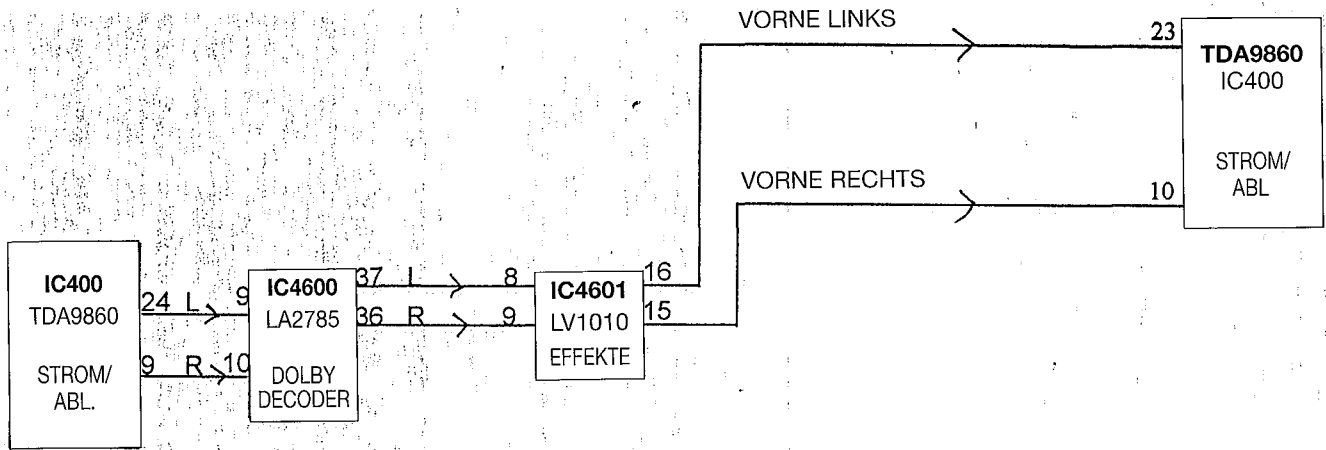 VORNE LINKS
23
TDA9860
IC400
STROM/
ABL
VORNE RECHTS
10
IC400
TDA9860
STROM/
ABL.
24 L 9
9 R 10
IC4600
LA2785
DOLBY
DECODER
37 L 8
36 R 9
IC4601
LV1010
EFFEKTE
16
15